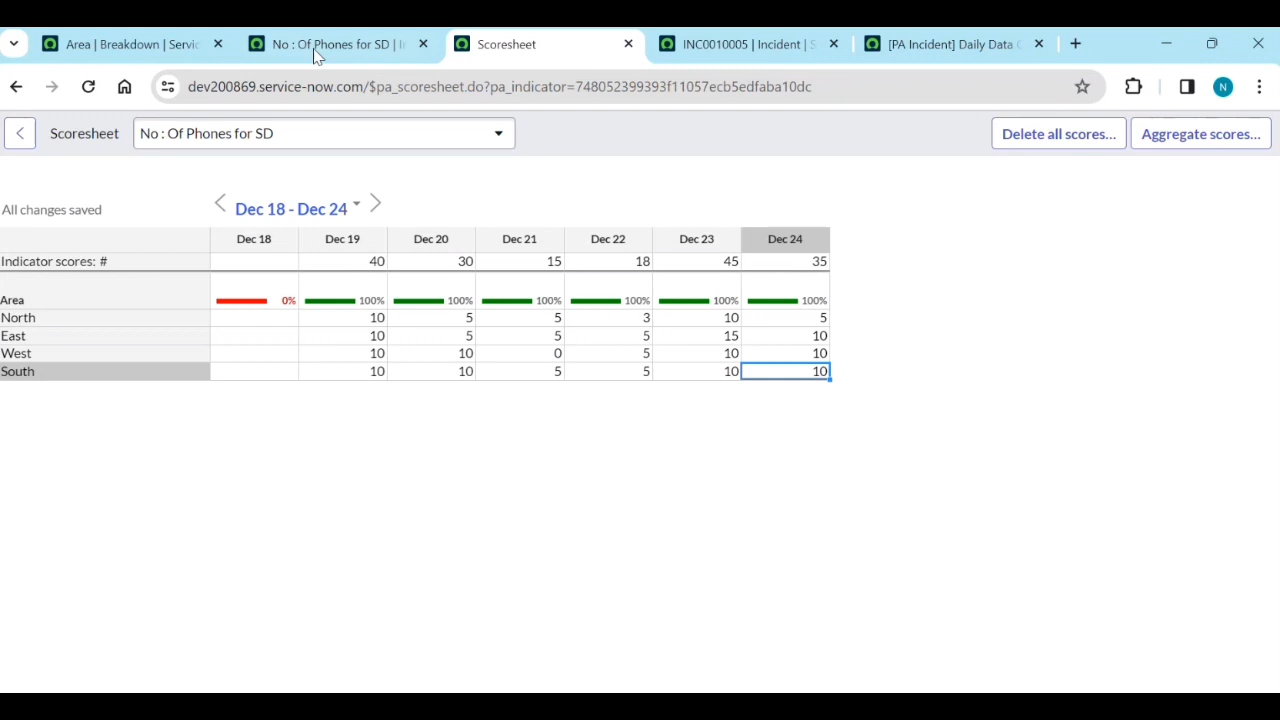 Area | Breakdown | Servic
No : Of Phones for SD | I
Scoresheet
INC0010005 | Incident | S
[PA Incident] Daily Data C
dev200869.service-now.com/$pa_scoresheet.do?pa_indicator=748052399393f11057ecb5edfaba10dc
N
Scoresheet
No : Of Phones for SD
Delete all scores...
Aggregate scores...
All changes saved
Dec 18 - Dec 24
Dec 18 Dec 19 Dec 20 Dec 21 Dec 22 Dec 23 Dec 24
Indicator scores: # 40 30 15 18 45 35
Area 0% 100% 100% 100% 100% 100% 100%
North 10 5 5 3 10 5
East 10 5 5 5 15 10
West 10 10 0 5 10 10
South 10 10 5 5 10 10